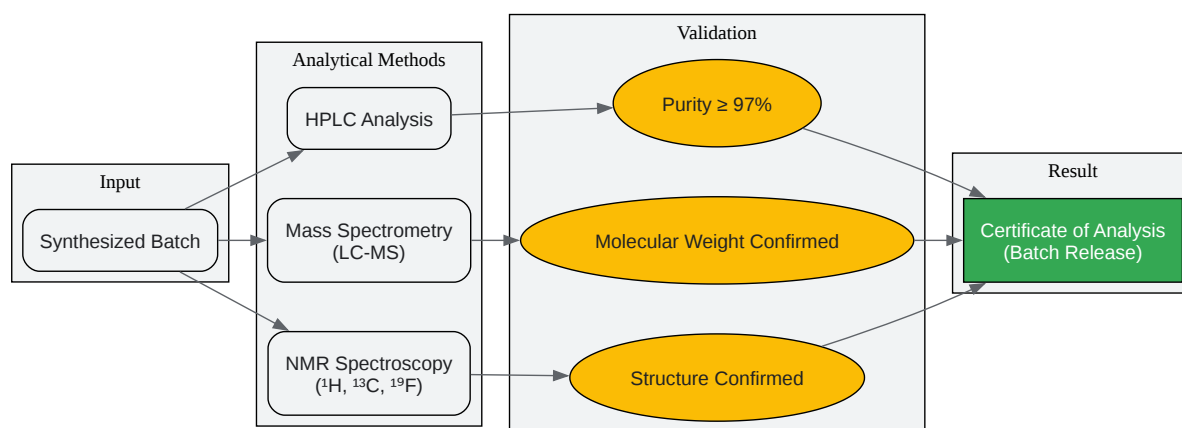 Input
Synthesized Batch
Analytical Methods
HPLC Analysis
Mass Spectrometry
(LC-MS)
NMR Spectroscopy
(¹H, ¹³C, ¹⁹F)
Validation
Purity ≥ 97%
Molecular Weight Confirmed
Structure Confirmed
Result
Certificate of Analysis
(Batch Release)